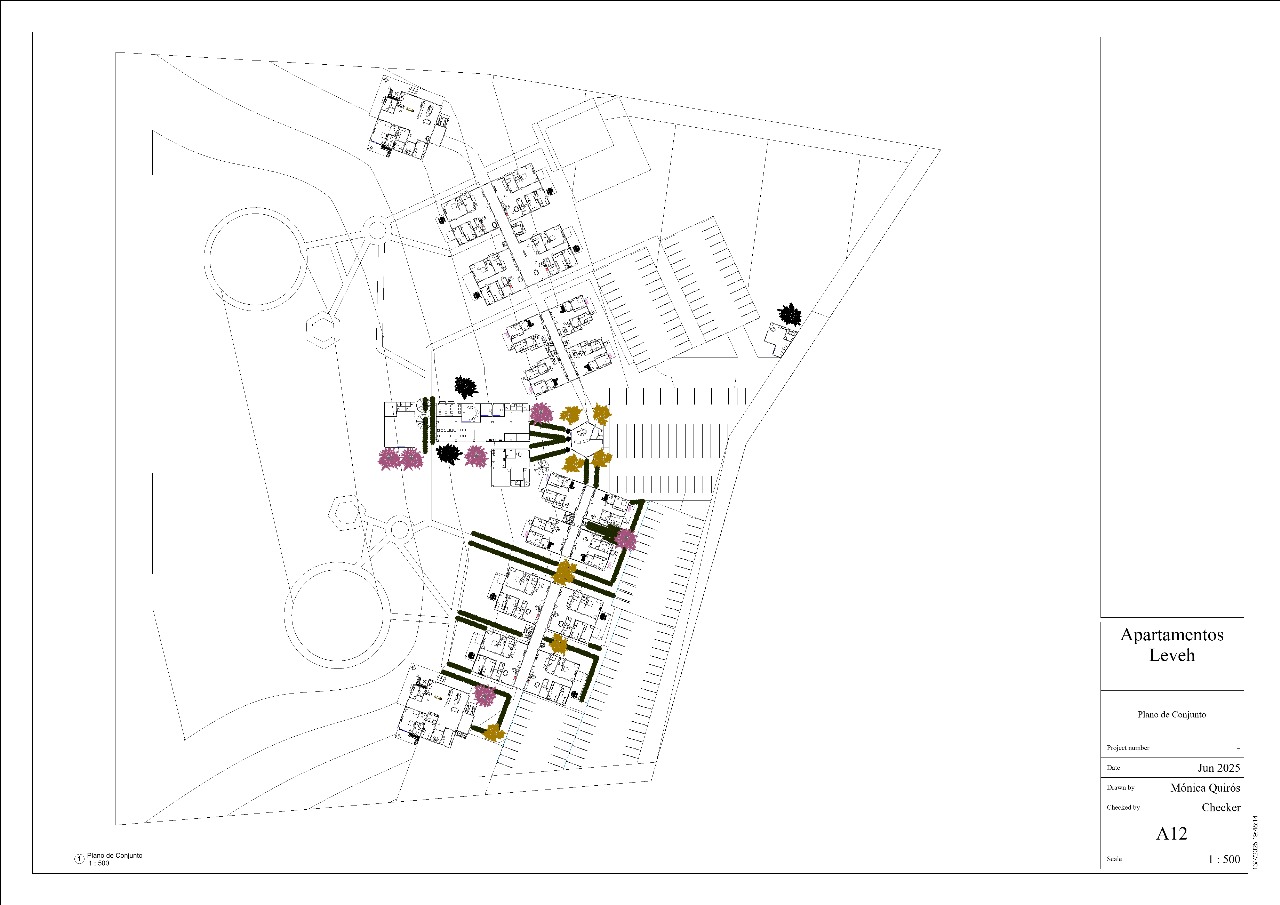 Apartamentos
Leveh
Plano de Conjunto
Project number -
Date Jun 2025
Drawn by Mónica Quirós
Checked by Checker
A12
Scale 1 : 500
1 Plano de Conjunto
1 : 500